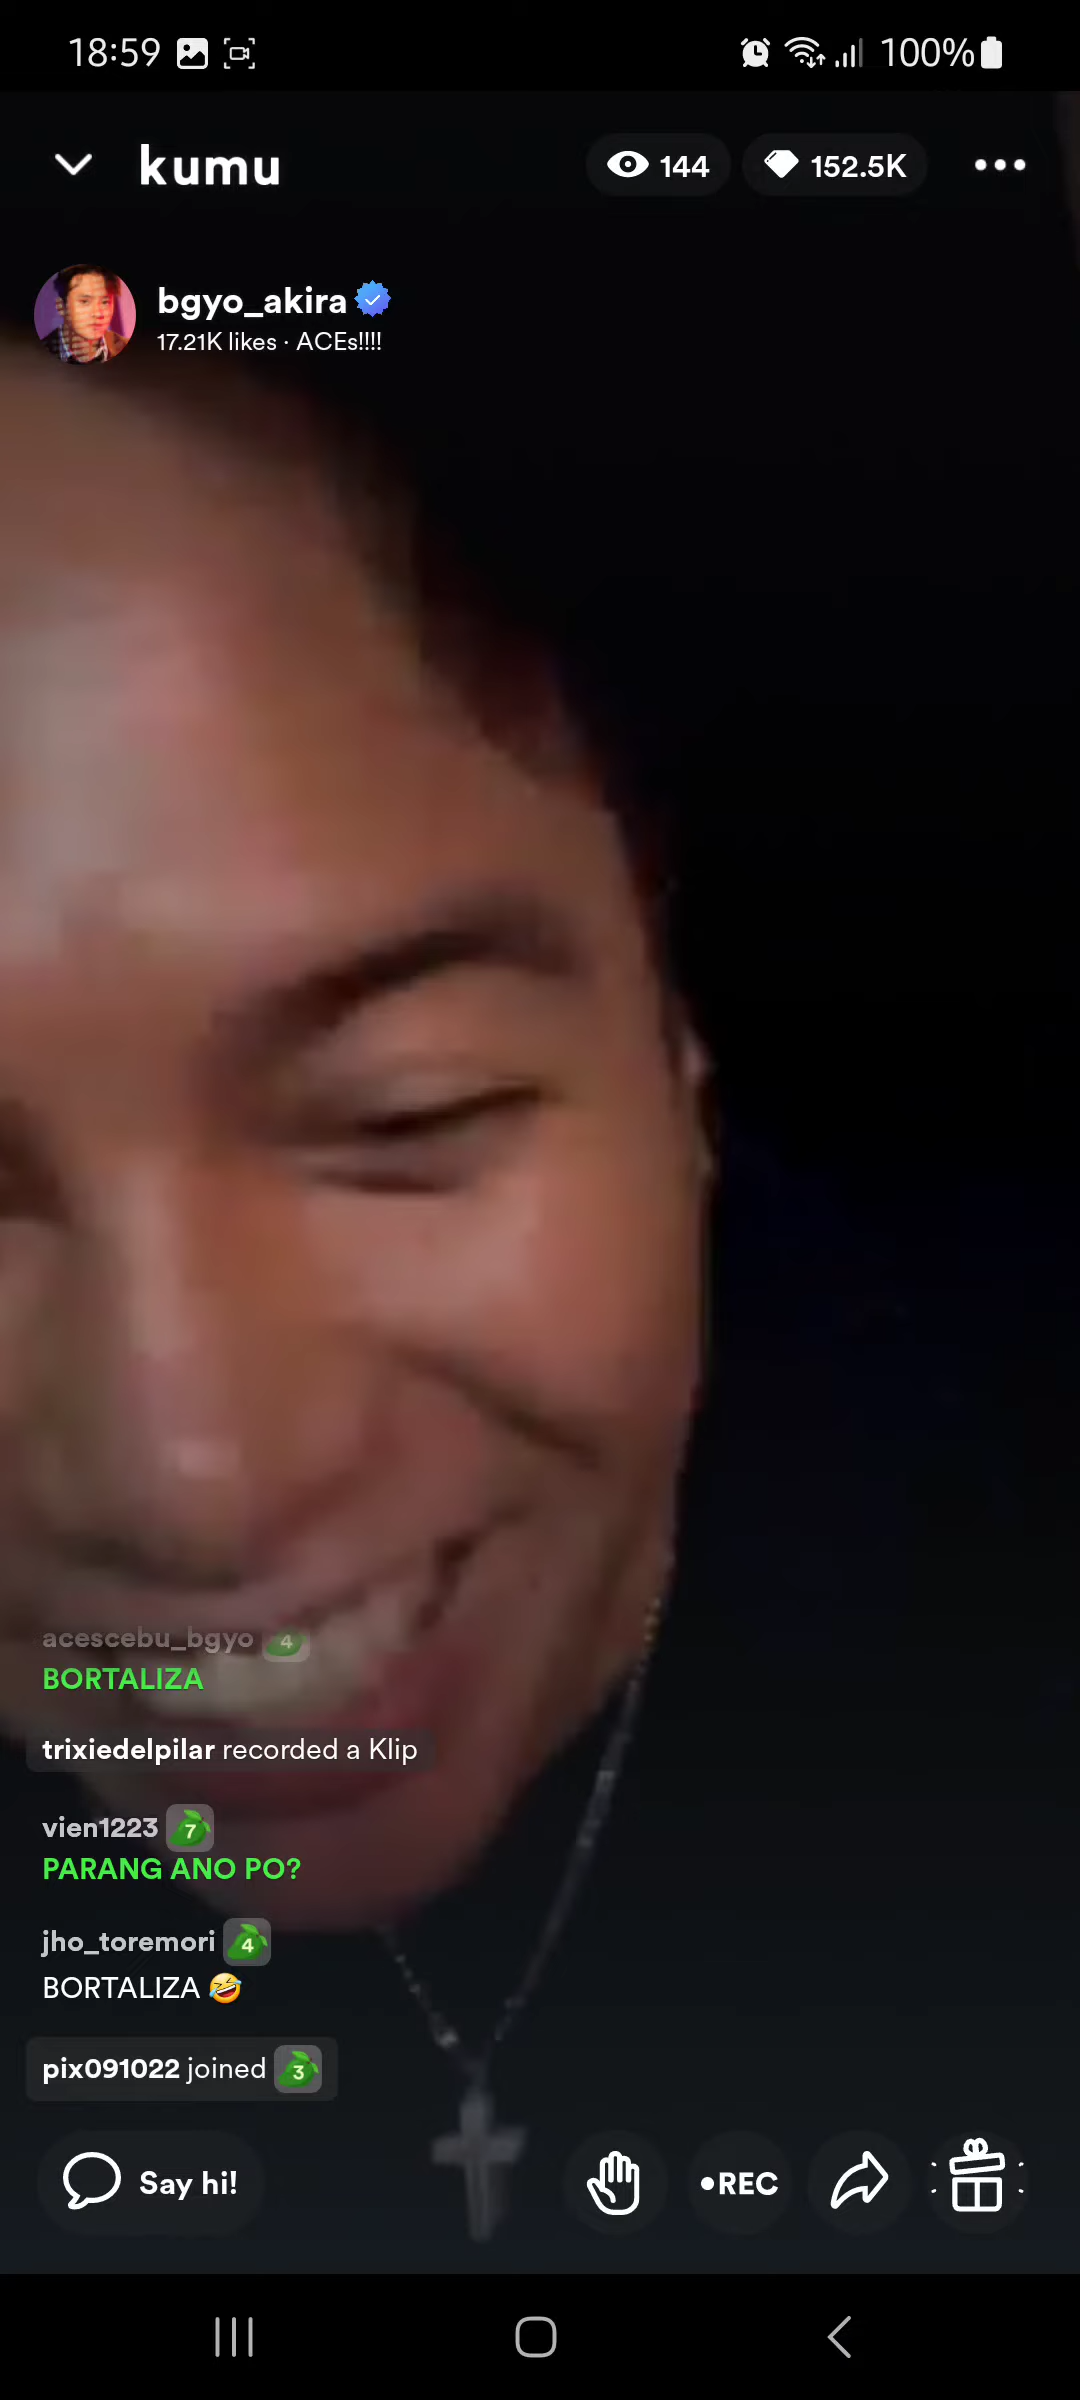 18:59 100%
kumu 144 152.5K
bgyo_akira
17.21K likes · ACEs!!!!
acescebu_bgyo 4
BORTALIZA
trixiedelpilar recorded a Klip
vien1223 7
PARANG ANO PO?
jho_toremori 4
BORTALIZA 🤣
pix091022 joined 3
Say hi! •REC